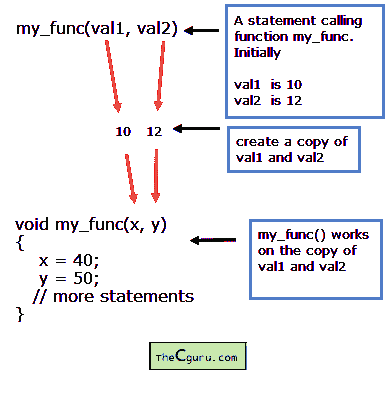 my_func(val1, val2)
A statement calling
function my_func.
Initially
val1 is 10
val2 is 12
10 12
create a copy of
val1 and val2
void my_func(x, y)
{
x = 40;
y = 50;
// more statements
}
my_func() works
on the copy of
val1 and val2
TheCguru.com